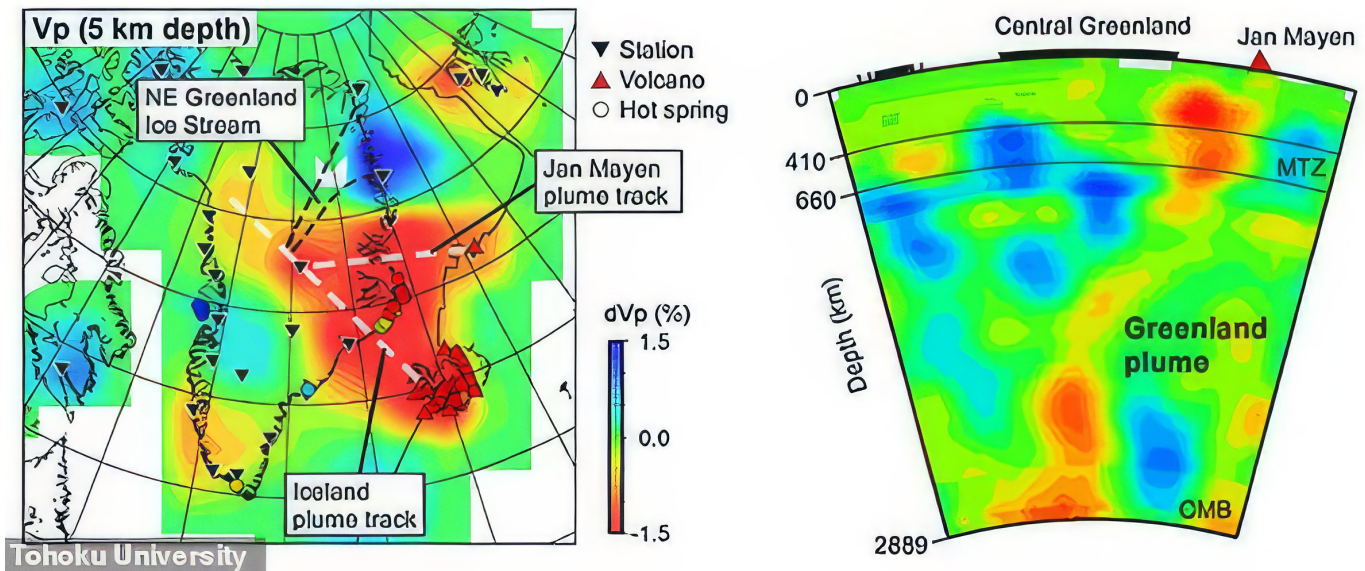 Vp (5 km depth)
NE Greenland
Ice Stream
Station
Volcano
Hot spring
Jan Mayen
plume track
dVp (%)
1.5
0.0
-1.5
Iceland
plume track
Tohoku University
Central Greenland
Jan Mayen
0
410
660
MTZ
Depth (km)
Greenland
plume
CMB
2889